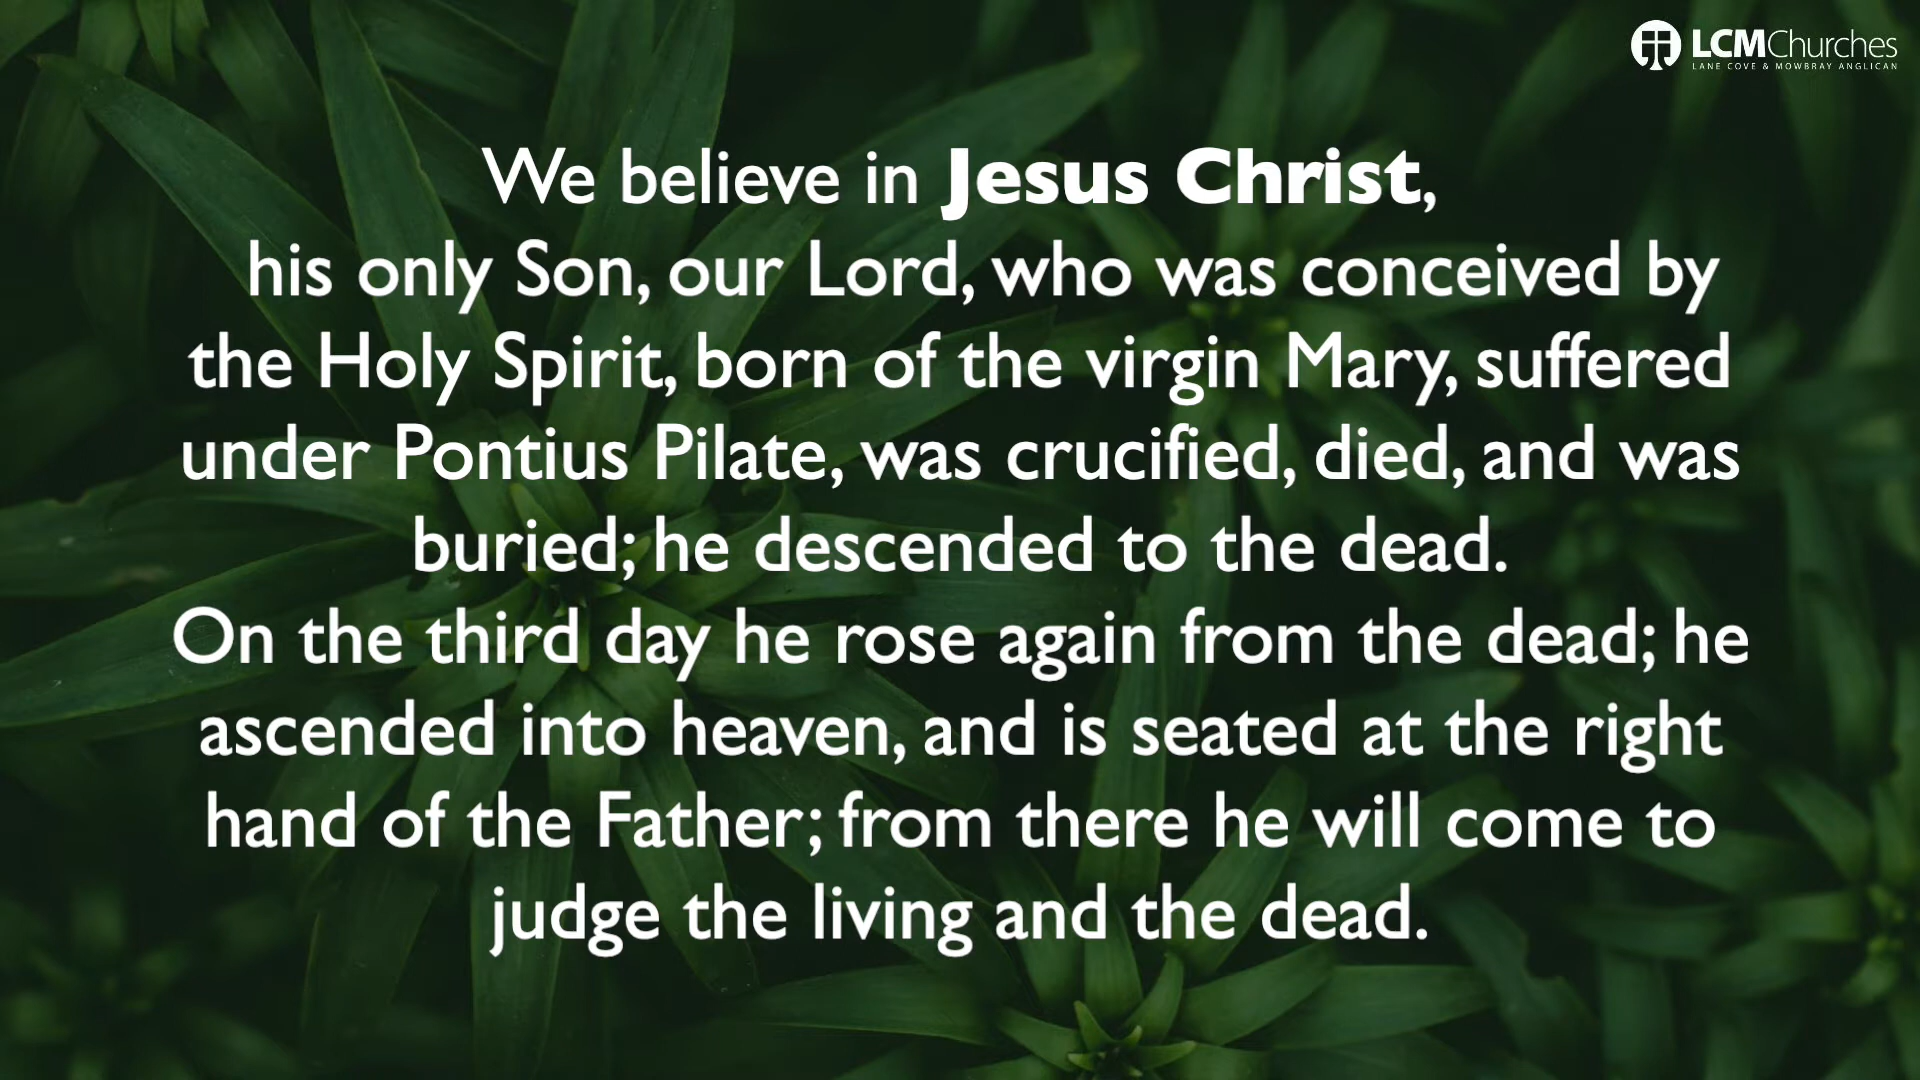 LCMChurches
LANE COVE & MOWBRAY ANGLICAN
We believe in Jesus Christ,
his only Son, our Lord, who was conceived by
the Holy Spirit, born of the virgin Mary, suffered
under Pontius Pilate, was crucified, died, and was
buried; he descended to the dead.
On the third day he rose again from the dead; he
ascended into heaven, and is seated at the right
hand of the Father; from there he will come to
judge the living and the dead.